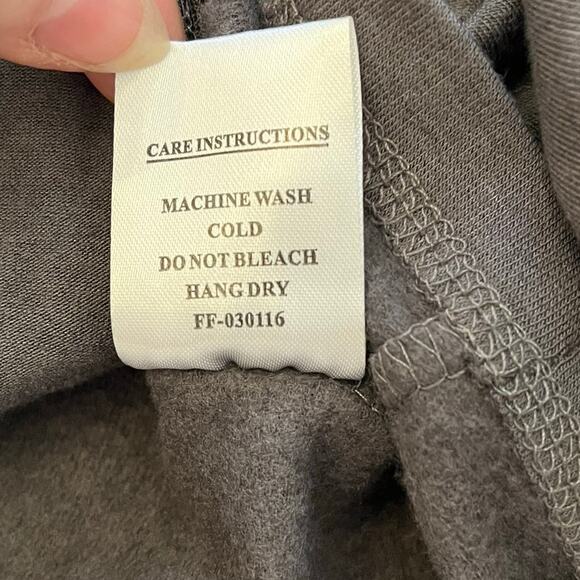 CARE INSTRUCTIONS
MACHINE WASH
COLD
DO NOT BLEACH
HANG DRY
FF-030116